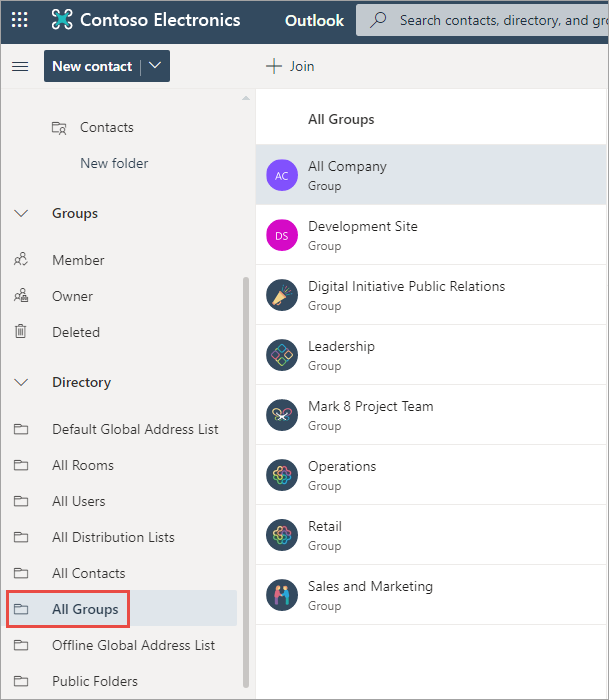 Contoso Electronics
Outlook
Search contacts, directory, and gro
New contact
Join
Contacts
New folder
Groups
Member
Owner
Deleted
Directory
Default Global Address List
All Rooms
All Users
All Distribution Lists
All Contacts
All Groups
Offline Global Address List
Public Folders
All Groups
AC
All Company
Group
DS
Development Site
Group
Digital Initiative Public Relations
Group
Leadership
Group
Mark 8 Project Team
Group
Operations
Group
Retail
Group
Sales and Marketing
Group